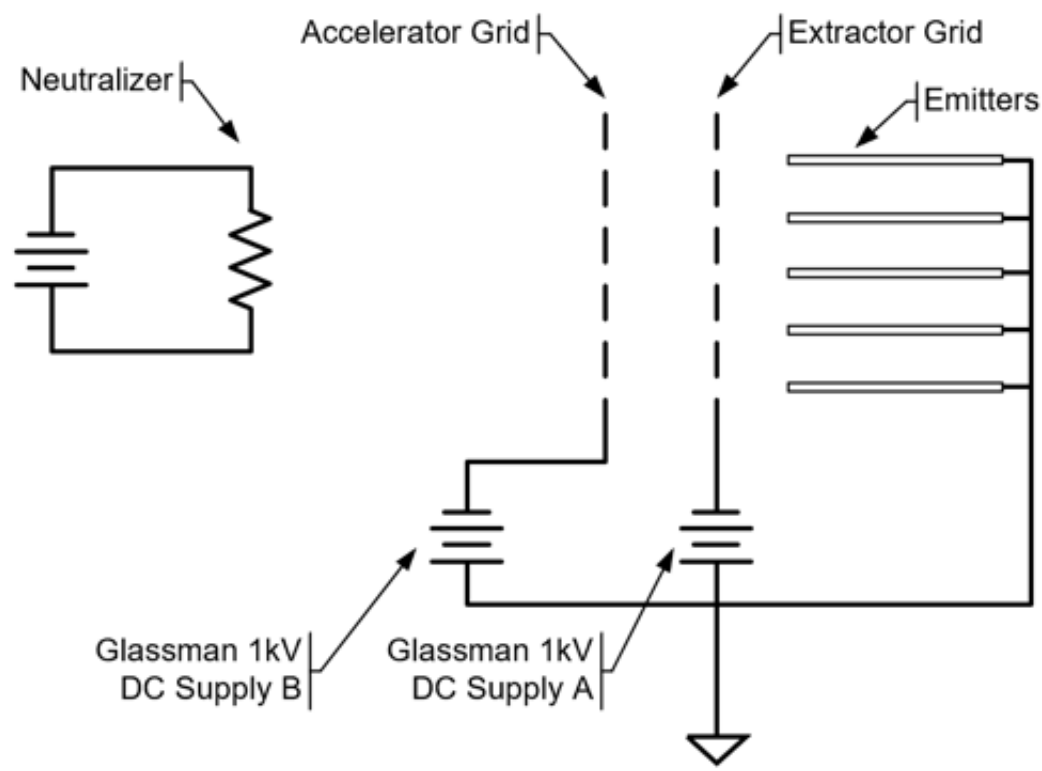 Accelerator Grid
Extractor Grid
Neutralizer
Emitters
Glassman 1kV
DC Supply B
Glassman 1kV
DC Supply A